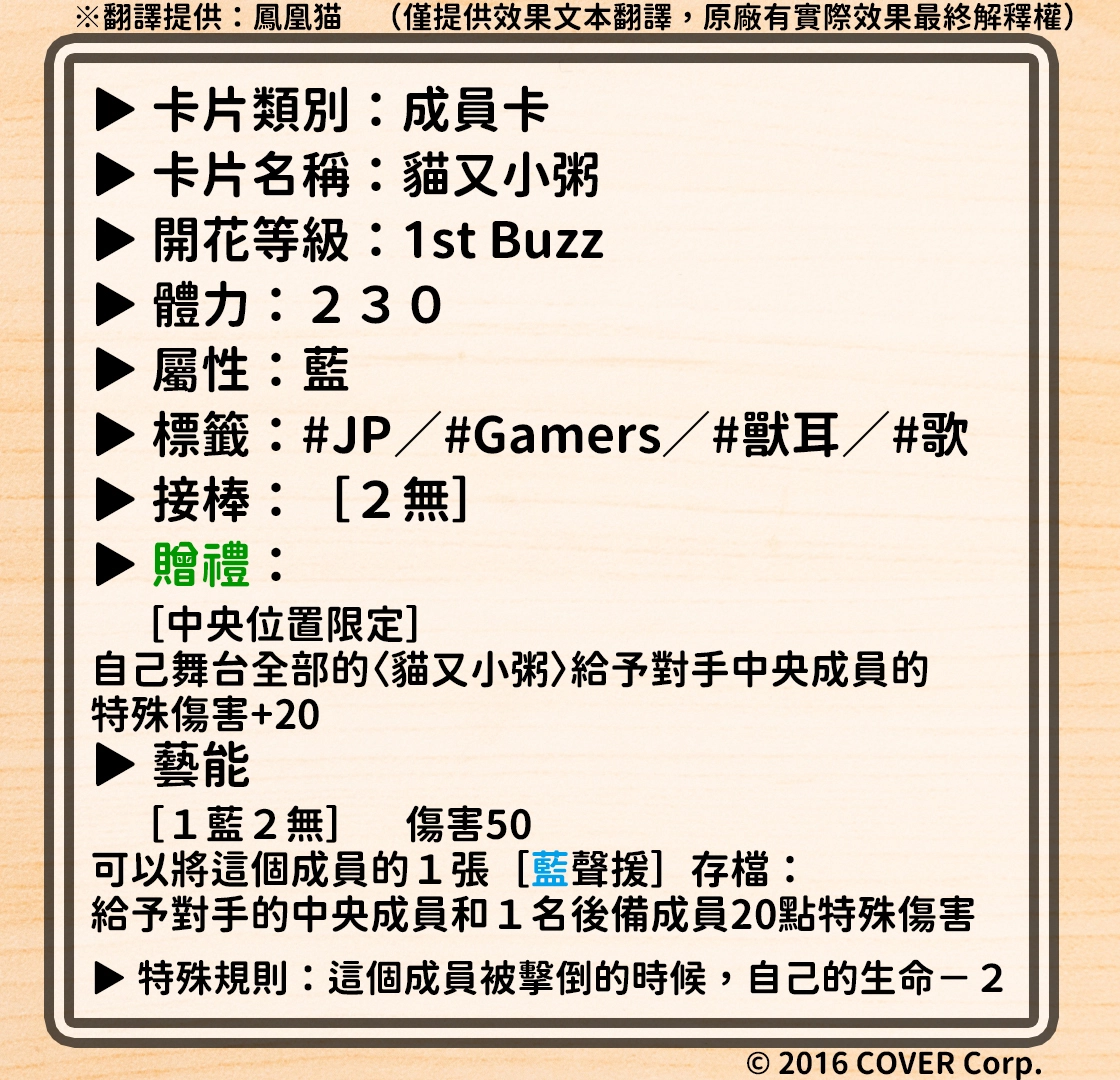 ※翻譯提供：鳳凰猫　（僅提供效果文本翻譯，原廠有實際效果最終解釋權）
▶ 卡片類別：成員卡
▶ 卡片名稱：貓又小粥
▶ 開花等級：1st Buzz
▶ 體力：２３０
▶ 屬性：藍
▶ 標籤：#JP／#Gamers／#獸耳／#歌
▶ 接棒：［２無］
▶ 贈禮：
［中央位置限定］
自己舞台全部的〈貓又小粥〉給予對手中央成員的
特殊傷害+20
▶ 藝能
［１藍２無］　傷害50
可以將這個成員的１張［藍聲援］存檔：
給予對手的中央成員和１名後備成員20點特殊傷害
▶ 特殊規則：這個成員被擊倒的時候，自己的生命－２
© 2016 COVER Corp.